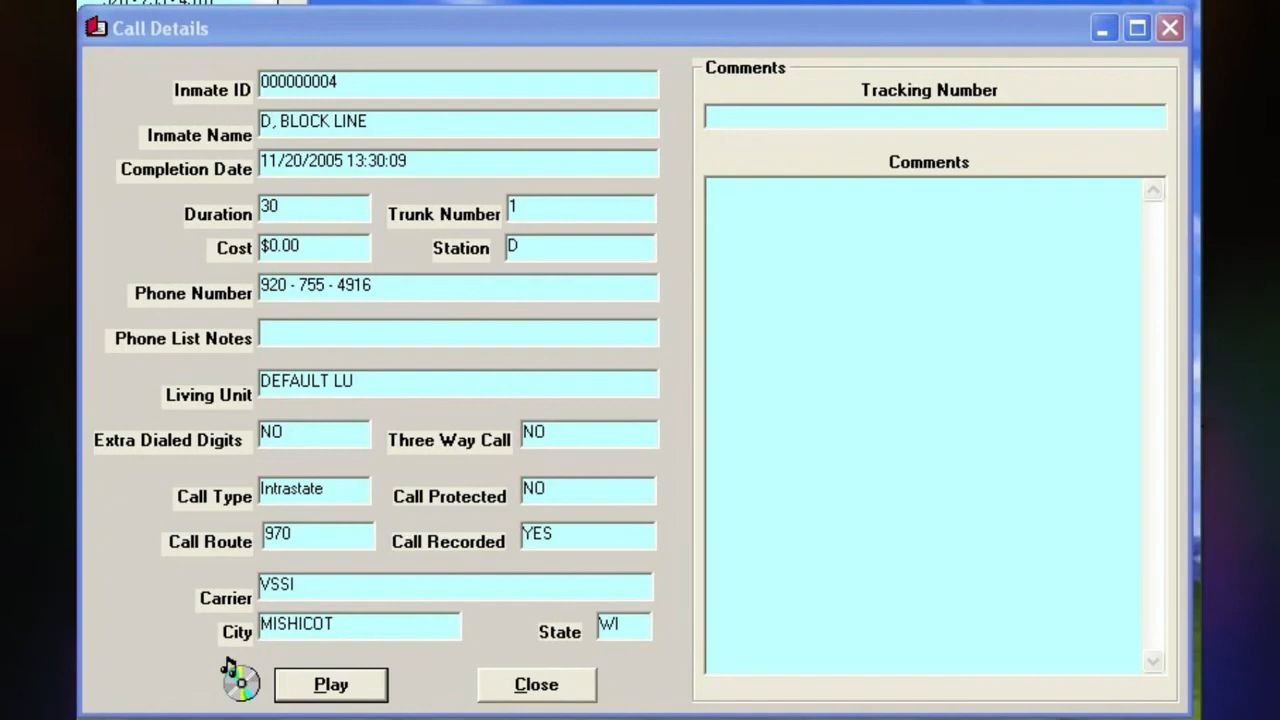 Call Details
Inmate ID 000000004
Inmate Name D, BLOCK LINE
Completion Date 11/20/2005 13:30:09
Duration 30 Trunk Number 1
Cost $0.00 Station D
Phone Number 920 - 755 - 4916
Phone List Notes
Living Unit DEFAULT LU
Extra Dialed Digits NO Three Way Call NO
Call Type Intrastate Call Protected NO
Call Route 970 Call Recorded YES
Carrier VSSI
City MISHICOT State WI
Play Close
Comments
Tracking Number
Comments